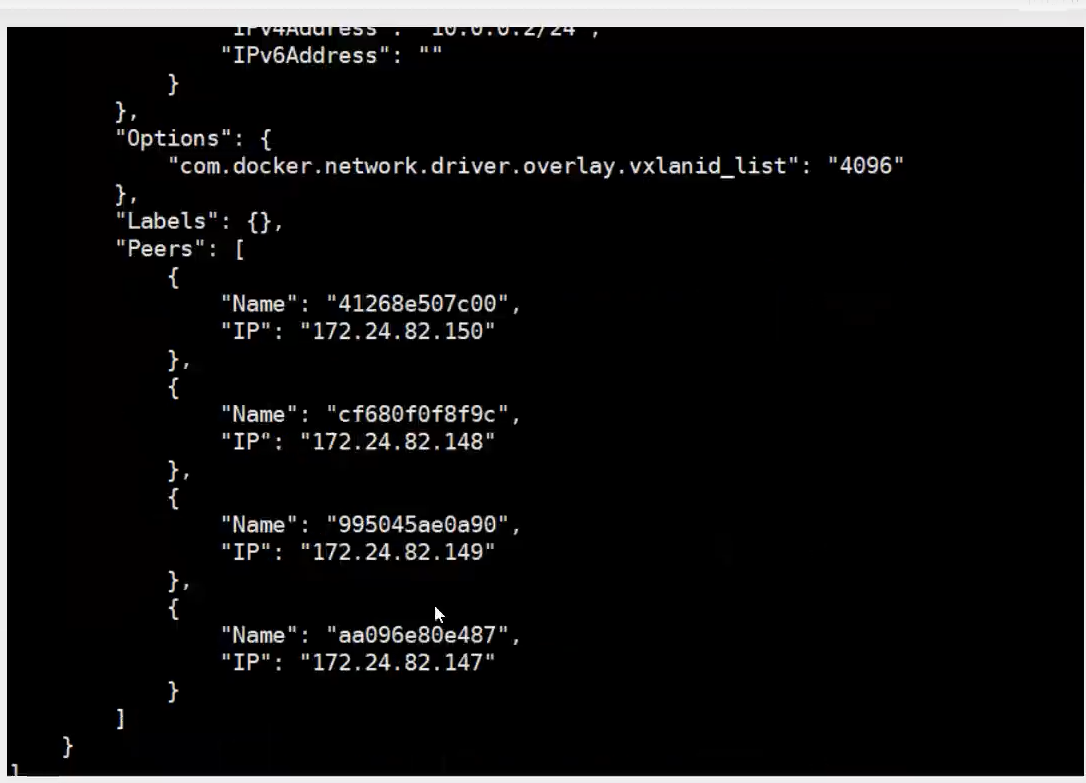 "IPv4Address": "10.0.0.2/24",
"IPv6Address": ""
}
},
"Options": {
"com.docker.network.driver.overlay.vxlanid_list": "4096"
},
"Labels": {},
"Peers": [
{
"Name": "41268e507c00",
"IP": "172.24.82.150"
},
{
"Name": "cf680f0f8f9c",
"IP": "172.24.82.148"
},
{
"Name": "995045ae0a90",
"IP": "172.24.82.149"
},
{
"Name": "aa096e80e487",
"IP": "172.24.82.147"
}
]
}
]